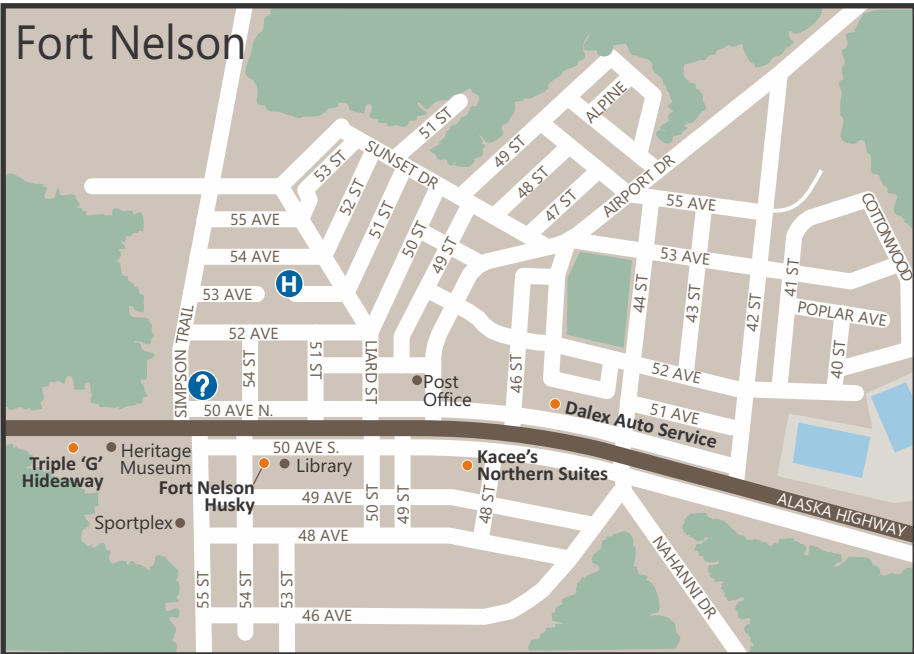 Fort Nelson
51 ST
SUNSET DR
53 ST
52 ST
51 ST
50 ST
49 ST
49 ST
48 ST
47 ST
ALPINE
AIRPORT DR
55 AVE
55 AVE
54 AVE
53 AVE
53 AVE
H
COTTONWOOD
SIMPSON TRAIL
52 AVE
54 ST
51 ST
LIARD ST
46 ST
44 ST
43 ST
42 ST
41 ST
POPLAR AVE
40 ST
52 AVE
51 AVE
?
Post
Office
50 AVE N.
Dalex Auto Service
50 AVE S.
Triple ‘G’
Hideaway
Heritage
Museum
Fort Nelson
Husky
Library
Kacee's
Northern Suites
ALASKA HIGHWAY
49 AVE
50 ST
49 ST
48 ST
Sportplex
48 AVE
NAHANNI DR
55 ST
54 ST
53 ST
46 AVE